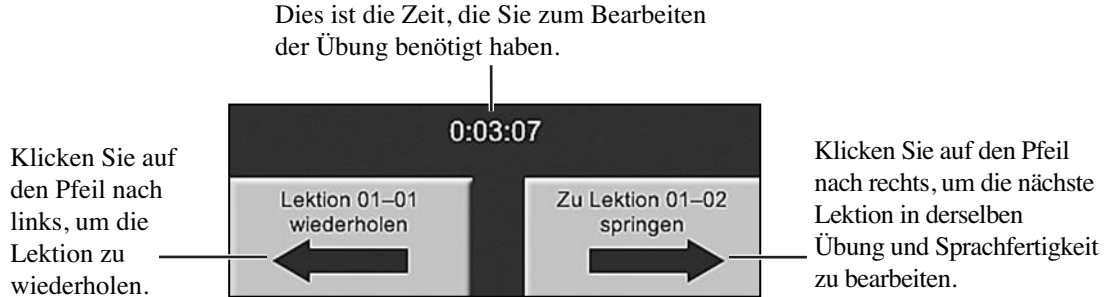 Dies ist die Zeit, die Sie zum Bearbeiten
der Übung benötigt haben.
0:03:07
Klicken Sie auf
den Pfeil nach
links, um die
Lektion zu
wiederholen.
Lektion 01–01
wiederholen
Zu Lektion 01–02
springen
Klicken Sie auf den Pfeil
nach rechts, um die nächste
Lektion in derselben
Übung und Sprachfertigkeit
zu bearbeiten.